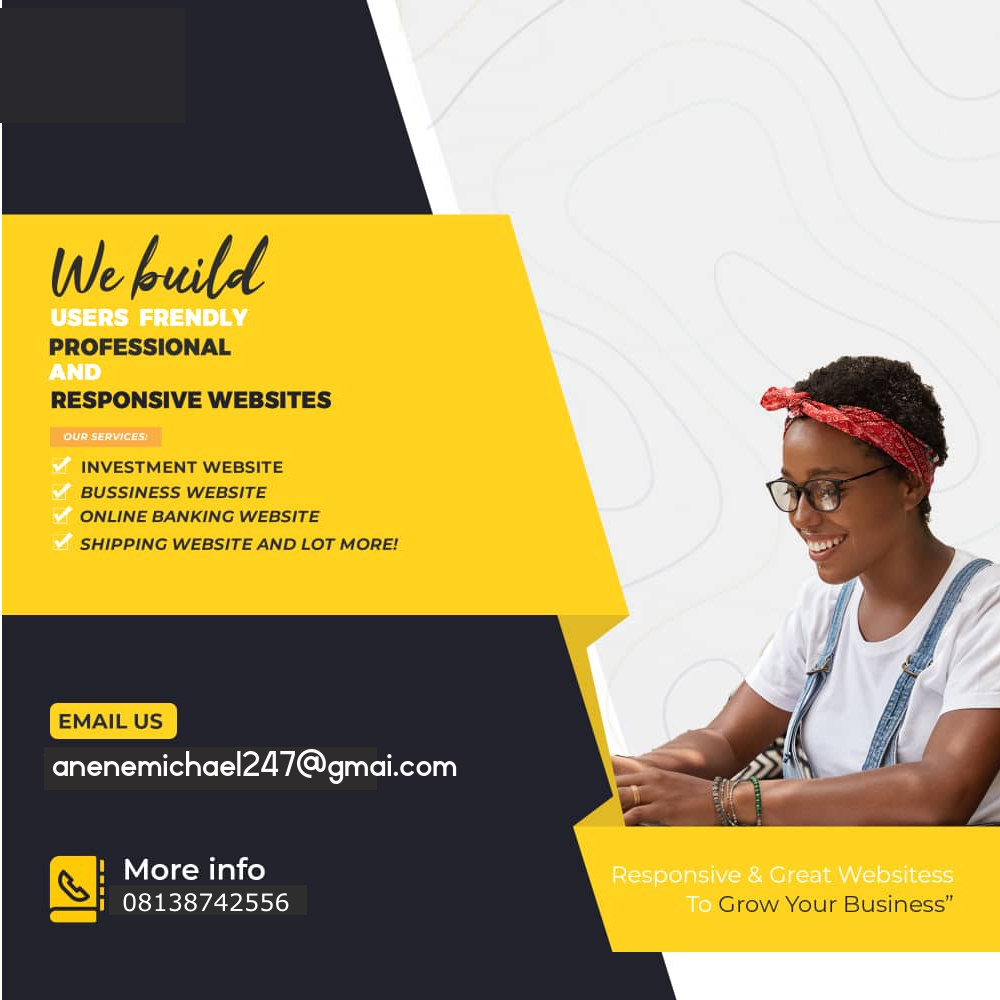 We build
USERS FRENDLY
PROFESSIONAL
AND
RESPONSIVE WEBSITES
OUR SERVICES:
INVESTMENT WEBSITE
BUSSINESS WEBSITE
ONLINE BANKING WEBSITE
SHIPPING WEBSITE AND LOT MORE!
EMAIL US
anenemichael247@gmai.com
More info
08138742556
Responsive & Great Websitess
To Grow Your Business”